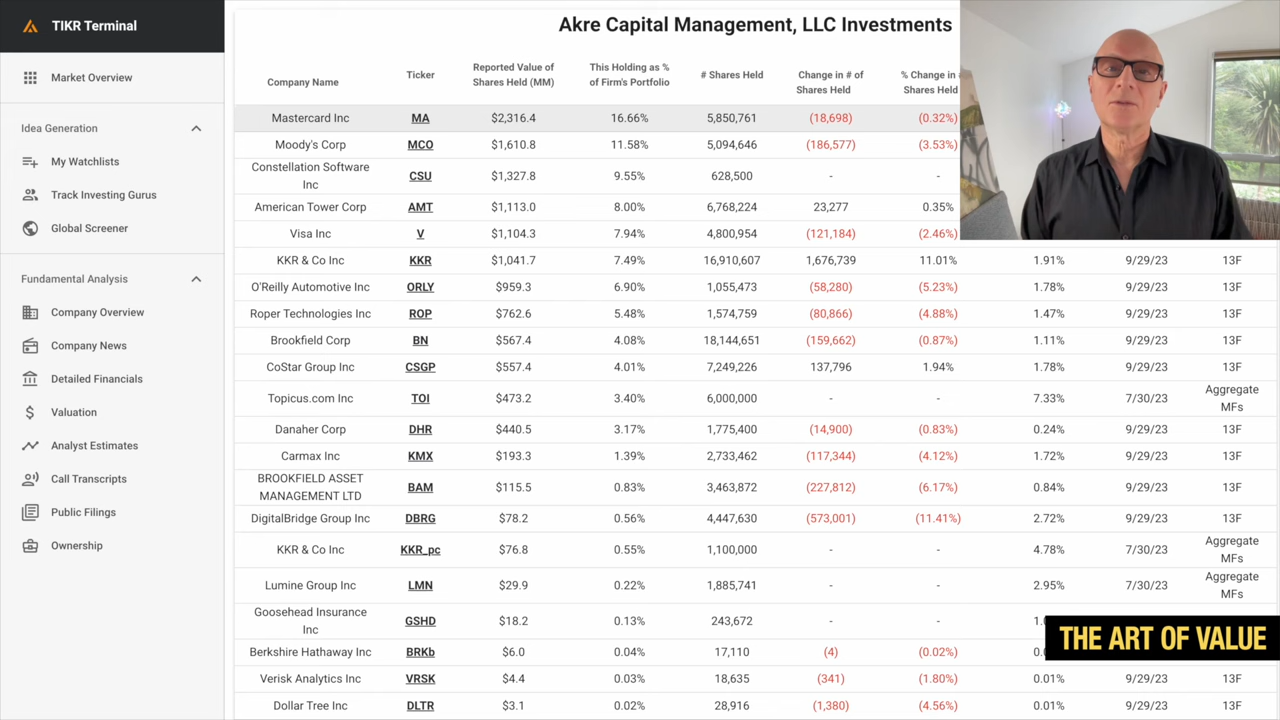 TIKR Terminal
Market Overview
Idea Generation
My Watchlists
Track Investing Gurus
Global Screener
Fundamental Analysis
Company Overview
Company News
Detailed Financials
Valuation
Analyst Estimates
Call Transcripts
Public Filings
Ownership
Akre Capital Management, LLC Investments
Company Name Ticker Reported Value of Shares Held (MM) This Holding as % of Firm's Portfolio # Shares Held Change in # of Shares Held % Change in Shares Held
Mastercard Inc MA $2,316.4 16.66% 5,850,761 (18,698) (0.32%)
Moody's Corp MCO $1,610.8 11.58% 5,094,646 (186,577) (3.53%)
Constellation Software Inc CSU $1,327.8 9.55% 628,500 - -
American Tower Corp AMT $1,113.0 8.00% 6,768,224 23,277 0.35%
Visa Inc V $1,104.3 7.94% 4,800,954 (121,184) (2.46%)
KKR & Co Inc KKR $1,041.7 7.49% 16,910,607 1,676,739 11.01% 1.91% 9/29/23 13F
O'Reilly Automotive Inc ORLY $959.3 6.90% 1,055,473 (58,280) (5.23%) 1.78% 9/29/23 13F
Roper Technologies Inc ROP $762.6 5.48% 1,574,759 (80,866) (4.88%) 1.47% 9/29/23 13F
Brookfield Corp BN $567.4 4.08% 18,144,651 (159,662) (0.87%) 1.11% 9/29/23 13F
CoStar Group Inc CSGP $557.4 4.01% 7,249,226 137,796 1.94% 1.78% 9/29/23 13F
Topicus.com Inc TOI $473.2 3.40% 6,000,000 - - 7.33% 7/30/23 Aggregate MFs
Danaher Corp DHR $440.5 3.17% 1,775,400 (14,900) (0.83%) 0.24% 9/29/23 13F
Carmax Inc KMX $193.3 1.39% 2,733,462 (117,344) (4.12%) 1.72% 9/29/23 13F
BROOKFIELD ASSET MANAGEMENT LTD BAM $115.5 0.83% 3,463,872 (227,812) (6.17%) 0.84% 9/29/23 13F
DigitalBridge Group Inc DBRG $78.2 0.56% 4,447,630 (573,001) (11.41%) 2.72% 9/29/23 13F
KKR & Co Inc KKR_pc $76.8 0.55% 1,100,000 - - 4.78% 7/30/23 Aggregate MFs
Lumine Group Inc LMN $29.9 0.22% 1,885,741 - - 2.95% 7/30/23 Aggregate MFs
Goosehead Insurance Inc GSHD $18.2 0.13% 243,672 - -
Berkshire Hathaway Inc BRKb $6.0 0.04% 17,110 (4) (0.02%)
Verisk Analytics Inc VRSK $4.4 0.03% 18,635 (341) (1.80%) 0.01% 9/29/23 13F
Dollar Tree Inc DLTR $3.1 0.02% 28,916 (1,380) (4.56%) 0.01% 9/29/23 13F
THE ART OF VALUE